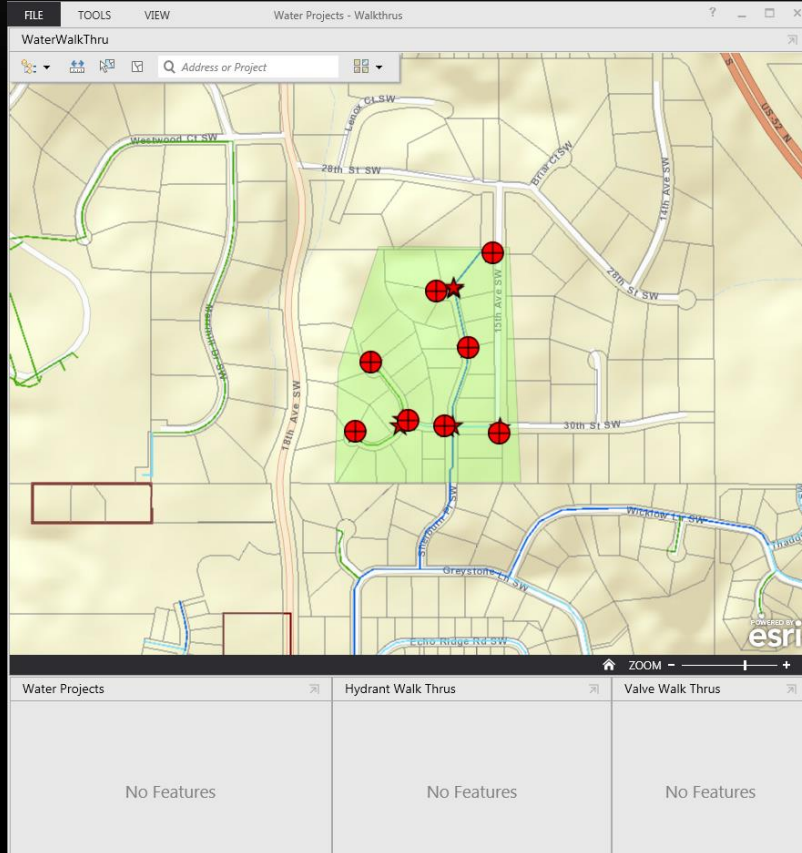 FILE TOOLS VIEW Water Projects - Walkthrus ? _ □ ×
WaterWalkThru
Address or Project
Lenox Ct SW
US-52 N
S
Westwood Ct SW
28th St SW
Briar Ct SW
14th Ave SW
28th St SW
15th Ave SW
18th Ave SW
30th St SW
Wicklow Ln SW
Greystone Ln SW
Echo Ridge Rd SW
POWERED BY
esri
ZOOM - +
Water Projects Hydrant Walk Thrus Valve Walk Thrus
No Features No Features No Features